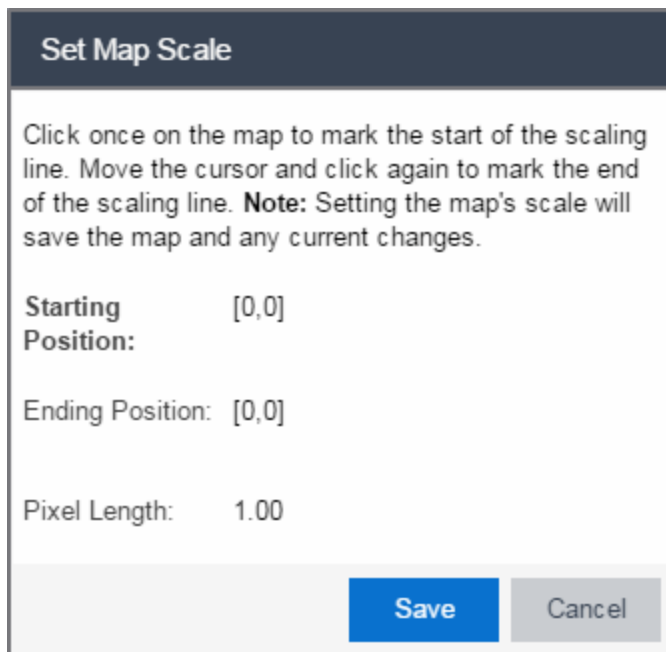 Set Map Scale
Click once on the map to mark the start of the scaling
line. Move the cursor and click again to mark the end
of the scaling line. Note: Setting the map's scale will
save the map and any current changes.
Starting [0,0]
Position:
Ending Position: [0,0]
Pixel Length: 1.00
Save Cancel